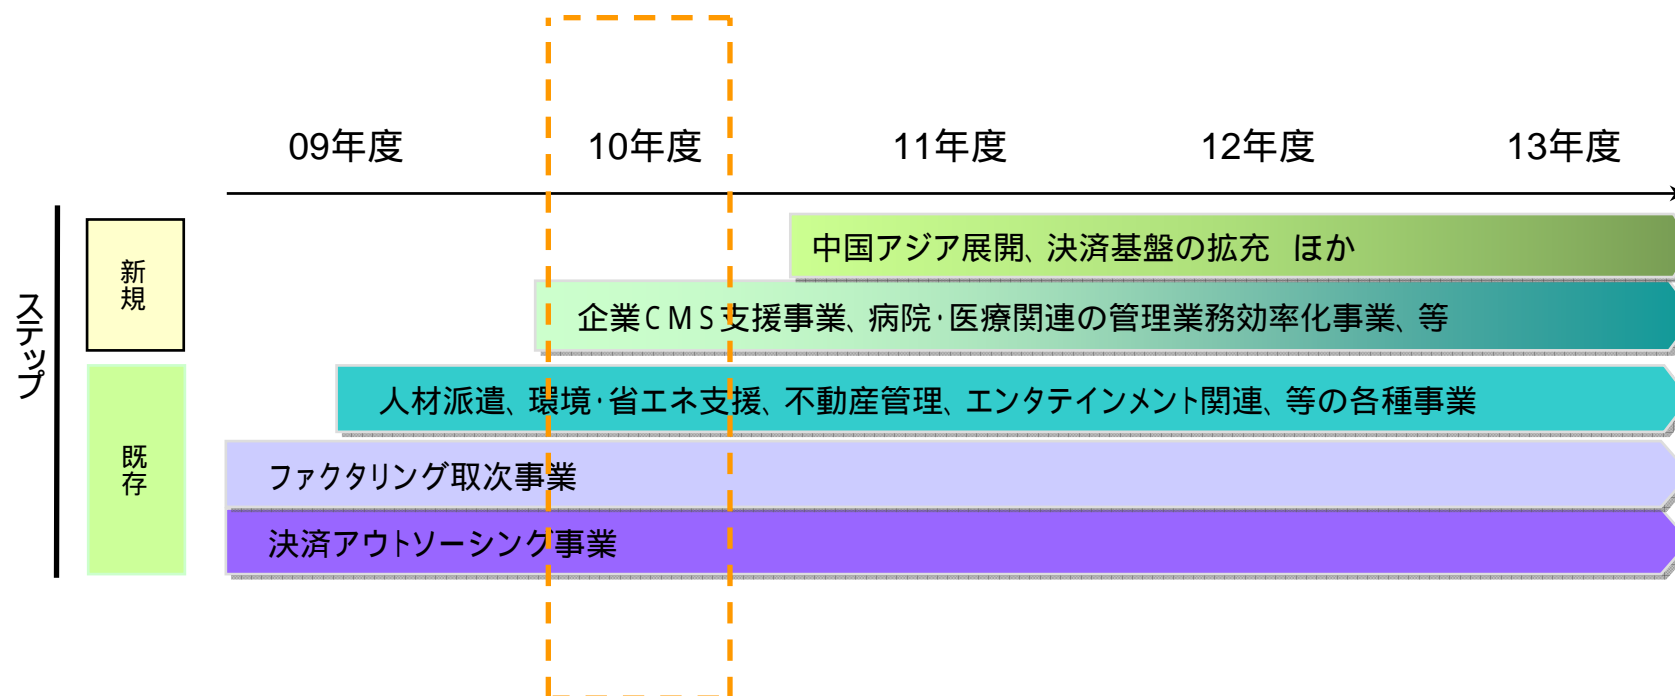 09年度 10年度 11年度 12年度 13年度
ステップ
新規
中国アジア展開、決済基盤の拡充　ほか
企業CMS支援事業、病院･医療関連の管理業務効率化事業、等
既存
人材派遣、環境･省エネ支援、不動産管理、エンタテインメント関連、等の各種事業
ファクタリング取次事業
決済アウトソーシング事業